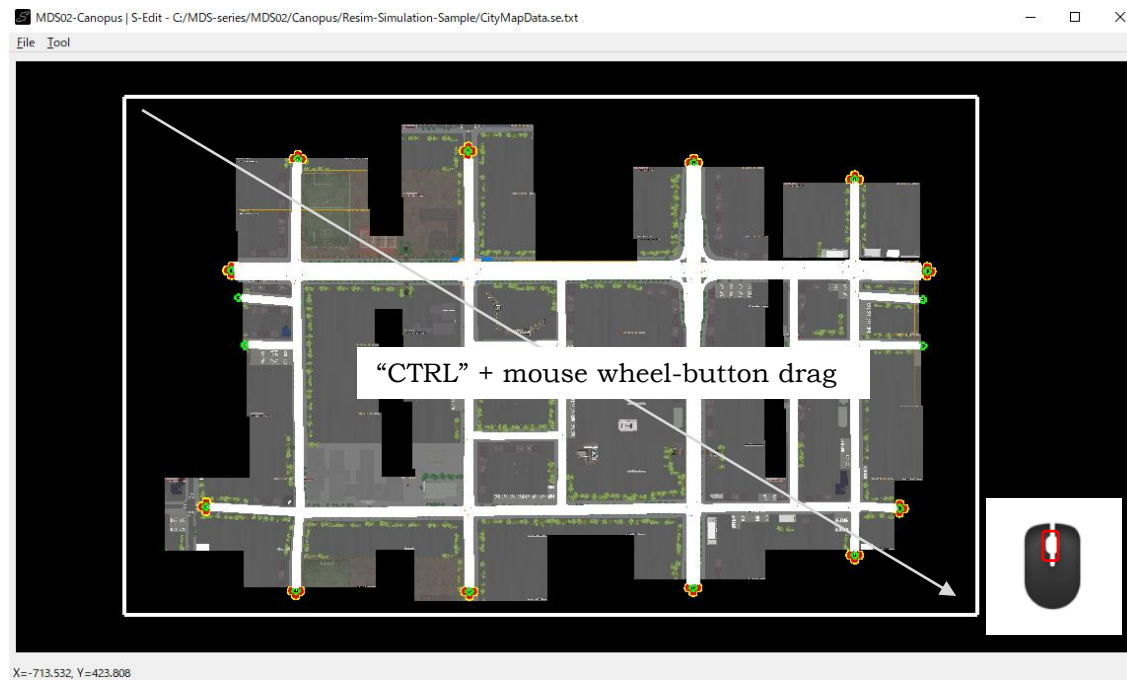 MDS02-Canopus | S-Edit - C:/MDS-series/MDS02/Canopus/Resim-Simulation-Sample/CityMapData.se.txt
File Tool
“CTRL” + mouse wheel-button drag
X=-713.532, Y=423.808